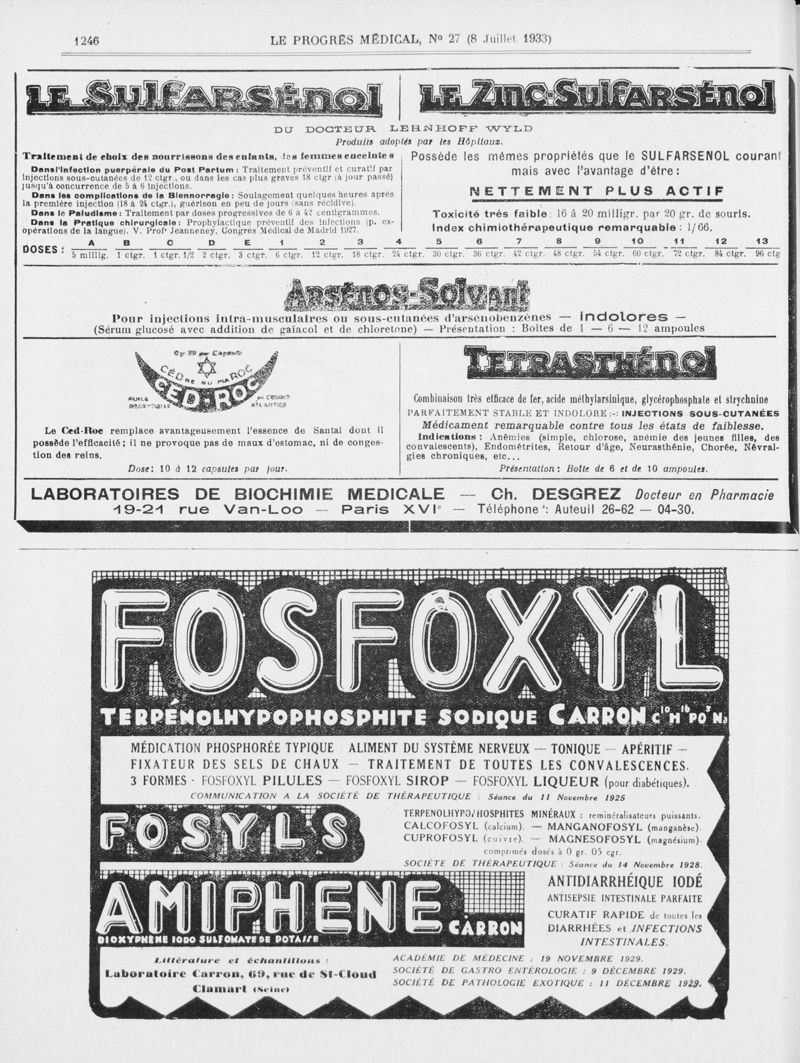 1246
LE PROGRÈS MÉDICAL, No 27 (8 Juillet 1933)
LE SULFARSÉNOL
LE ZINC-SULFARSÉNOL
DU DOCTEUR LEHNHOFF WYLD
Produits adoptés par les Hôpitaux.
Traitement de choix des nourrissons des enfants, les femmes enceintes
Dans l'infection puerpérale du Post Partum : Traitement préventif et curatif par
injections sous-cutanées de 12 ctgr., ou dans les cas plus graves 18 ctgr (à jour passé)
jusqu'à concurence de 5 à 6 injections.
Dans les complications de la Blennorragie : Soulagement quelques heures après
la première injection (18 à 24 ctgr.), guérison en peu de jours (sans récidive).
Dans le Paludisme : Traitement par doses progressives de 6 à 42 centigrammes.
Dans la Pratique chirurgicale : Prophylactique préventif des infections (p. ex-
opérations de la langue). V. Profr Jeanneney, Congrès Médical de Madrid 1927.
Possède les mêmes propriétés que le SULFARSENOL courant
mais avec l'avantage d'être :
NETTEMENT PLUS ACTIF
Toxicité très faible : 16 à 20 milligr. par 20 gr. de souris.
Index chimiothérapeutique remarquable : 1/66.
DOSES : A B C D E 1 2 3 4 5 6 7 8 9 10 11 12 13
5 millig. 1 ctgr. 1 ctgr. 1/2 2 ctgr. 3 ctgr. 6 ctgr. 12 ctgr. 18 ctgr. 24 ctgr. 30 ctgr. 36 ctgr. 42 ctgr. 48 ctgr. 54 ctgr. 60 ctgr. 72 ctgr. 84 ctgr. 96 ctg
ARSÉNOS-SOLVANT
Pour injections intra-musculaires ou sous-cutanées d'arsénobenzènes — indolores —
(Sérum glucosé avec addition de gaïacol et de chloretone) — Présentation : Boites de 1 — 6 — 12 ampoules
CÈDRE DU MAROC
CED-ROC
ATLANTICA
Le Ced-Roc remplace avantageusement l'essence de Santal dont il
possède l'efficacité ; il ne provoque pas de maux d'estomac, ni de conges-
tion des reins.
Dose : 10 à 12 capsules par jour.
TETRASTHÉNOL
Combinaison très efficace de fer, acide méthylarsinique, glycérophosphate et strychnine
PARFAITEMENT STABLE ET INDOLORE :-: INJECTIONS SOUS-CUTANÉES
Médicament remarquable contre tous les états de faiblesse.
Indications : Anémies (simple, chlorose, anémie des jeunes filles, des
convalescents), Endométrites, Retour d'âge, Neurasthénie, Chorée, Névral-
gies chroniques, etc...
Présentation : Boîte de 6 et de 10 ampoules.
LABORATOIRES DE BIOCHIMIE MEDICALE — Ch. DESGREZ Docteur en Pharmacie
19-21 rue Van-Loo — Paris XVIe — Téléphone s : Auteuil 26-62 — 04-30.
FOSFOXYL
TERPÉNOLHYPOPHOSPHITE SODIQUE CARRON C10H16PO3Na
MÉDICATION PHOSPHORÉE TYPIQUE ALIMENT DU SYSTÈME NERVEUX — TONIQUE — APÉRITIF —
FIXATEUR DES SELS DE CHAUX — TRAITEMENT DE TOUTES LES CONVALESCENCES.
3 FORMES · FOSFOXYL PILULES — FOSFOXYL SIROP — FOSFOXYL LIQUEUR (pour diabétiques).
COMMUNICATION A LA SOCIÉTÉ DE THÉRAPEUTIQUE : Séance du 11 Novembre 1925
FOSYLS
TERPENOLHYPO/HOSPHITES MINÉRAUX : reminéralisateurs puissants.
CALCOFOSYL (calcium). — MANGANOFOSYL (manganèse).
CUPROFOSYL (cuivre). — MAGNESOFOSYL (magnésium).
comprimés dosés à 0 gr. 05 cgr.
SOCIÉTÉ DE THÉRAPEUTIQUE : Séance du 14 Novembre 1928.
AMIPHENE CARRON
DIOXYPHÈNE IODO SULFONATE DE POTASSE
ANTIDIARRHÉIQUE IODÉ
ANTISEPSIE INTESTINALE PARFAITE
CURATIF RAPIDE de toutes les
DIARRHÉES et INFECTIONS
INTESTINALES.
Littérature et échantillons :
Laboratoire Carron, 69, rue de St-Cloud
Clamart (Seine)
ACADÉMIE DE MÉDECINE : 19 NOVEMBRE 1929.
SOCIÉTÉ DE GASTRO ENTÉROLOGIE : 9 DÉCEMBRE 1929.
SOCIÉTÉ DE PATHOLOGIE EXOTIQUE : 11 DÉCEMBRE 1929.